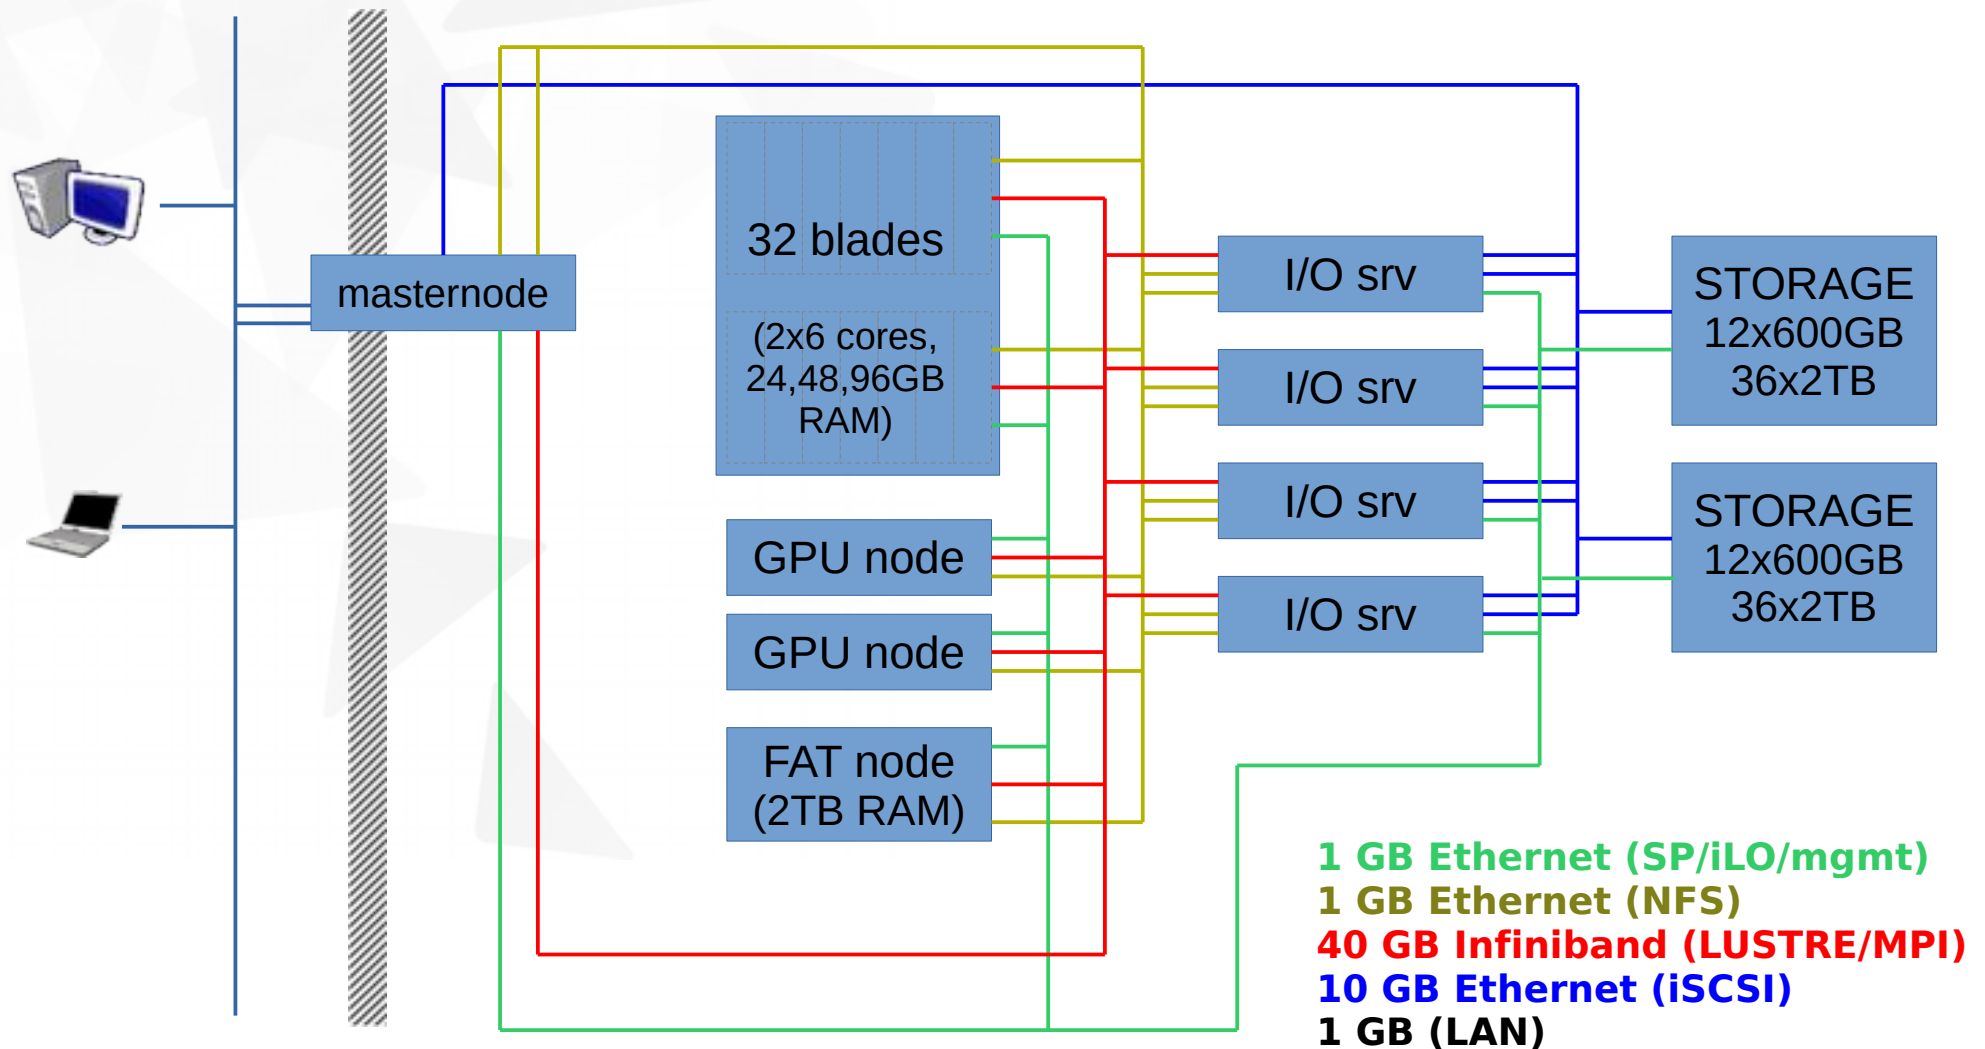 masternode
32 blades
(2x6 cores,
24,48,96GB
RAM)
GPU node
GPU node
FAT node
(2TB RAM)
I/O srv
I/O srv
I/O srv
I/O srv
STORAGE
12x600GB
36x2TB
STORAGE
12x600GB
36x2TB
1 GB Ethernet (SP/iLO/mgmt)
1 GB Ethernet (NFS)
40 GB Infiniband (LUSTRE/MPI)
10 GB Ethernet (iSCSI)
1 GB (LAN)